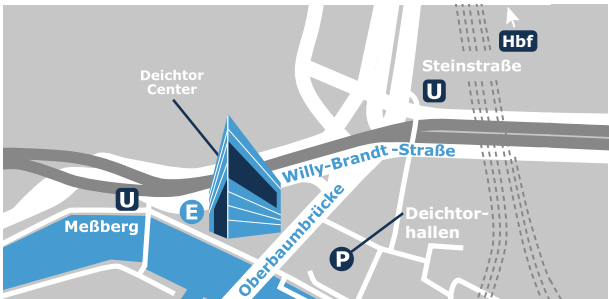 Hbf
Steinstraße
Deichtor
Center
U
Willy-Brandt-Straße
U
E
Meßberg
Oberbaumbrücke
Deichtor-
hallen
P